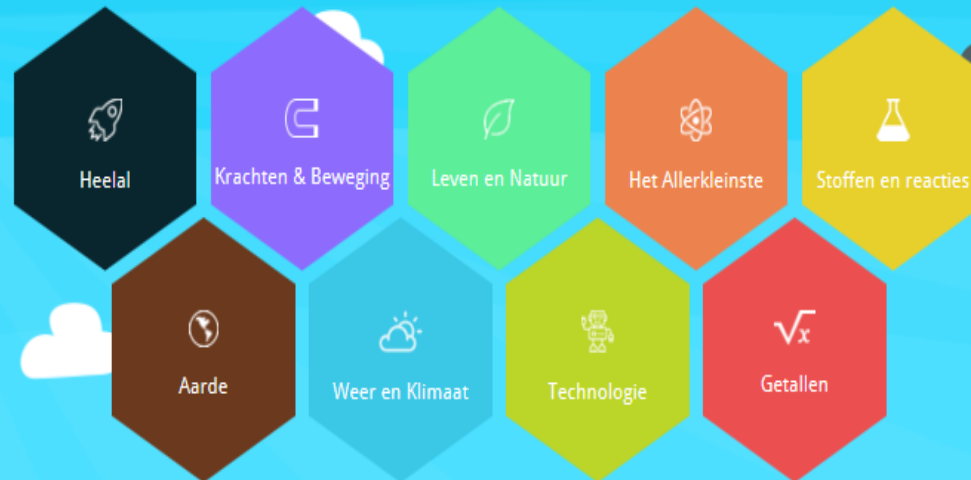 Heelal
Krachten & Beweging
Leven en Natuur
Het Allerkleinste
Stoffen en reacties
Aarde
Weer en Klimaat
Technologie
Getallen